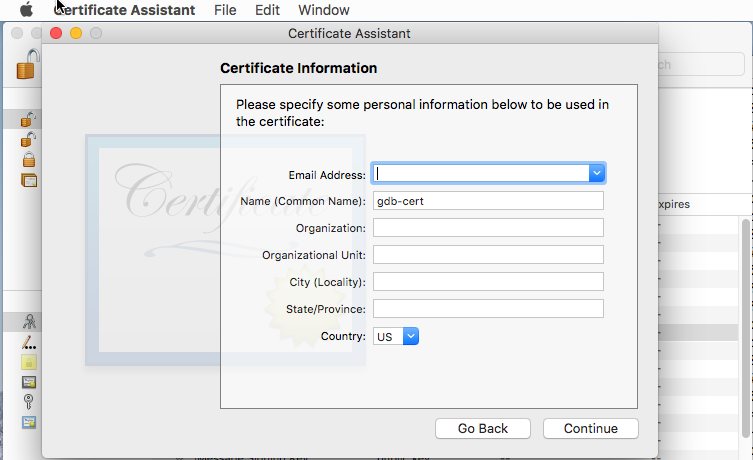 Certificate Assistant File Edit Window
Certificate Assistant
ch
Certificate Information
Please specify some personal information below to be used in
the certificate:
Certificate
Email Address:
Name (Common Name): gdb-cert
xpires
Organization:
Organizational Unit:
City (Locality):
State/Province:
Country: US
Go Back Continue